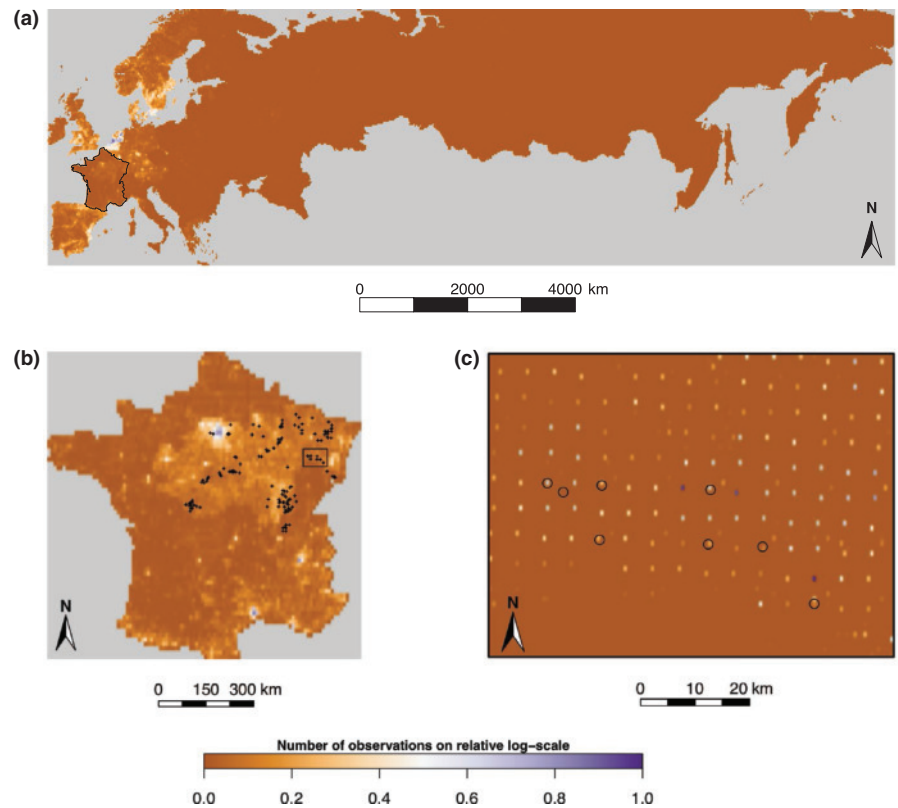 (a)
N
0 2000 4000 km
(b)
(c)
N
N
0 150 300 km
0 10 20 km
Number of observations on relative log-scale
0.0 0.2 0.4 0.6 0.8 1.0